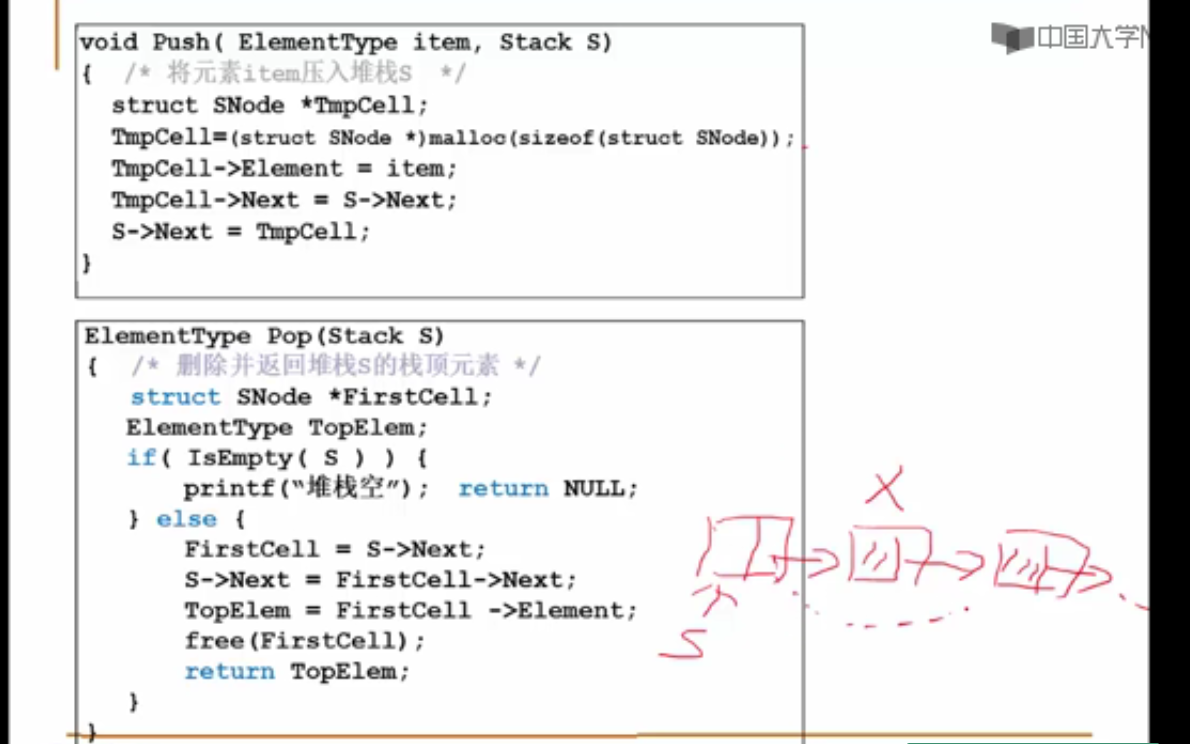 中国大学
void Push( ElementType item, Stack S)
{ /* 将元素item压入堆栈S */
struct SNode *TmpCell;
TmpCell=(struct SNode *)malloc(sizeof(struct SNode));
TmpCell->Element = item;
TmpCell->Next = S->Next;
S->Next = TmpCell;
}
ElementType Pop(Stack S)
{ /* 删除并返回堆栈S的栈顶元素 */
struct SNode *FirstCell;
ElementType TopElem;
if( IsEmpty( S ) ) {
printf(“堆栈空”); return NULL;
} else {
FirstCell = S->Next;
S->Next = FirstCell->Next;
TopElem = FirstCell ->Element;
free(FirstCell);
return TopElem;
}
}
X
S